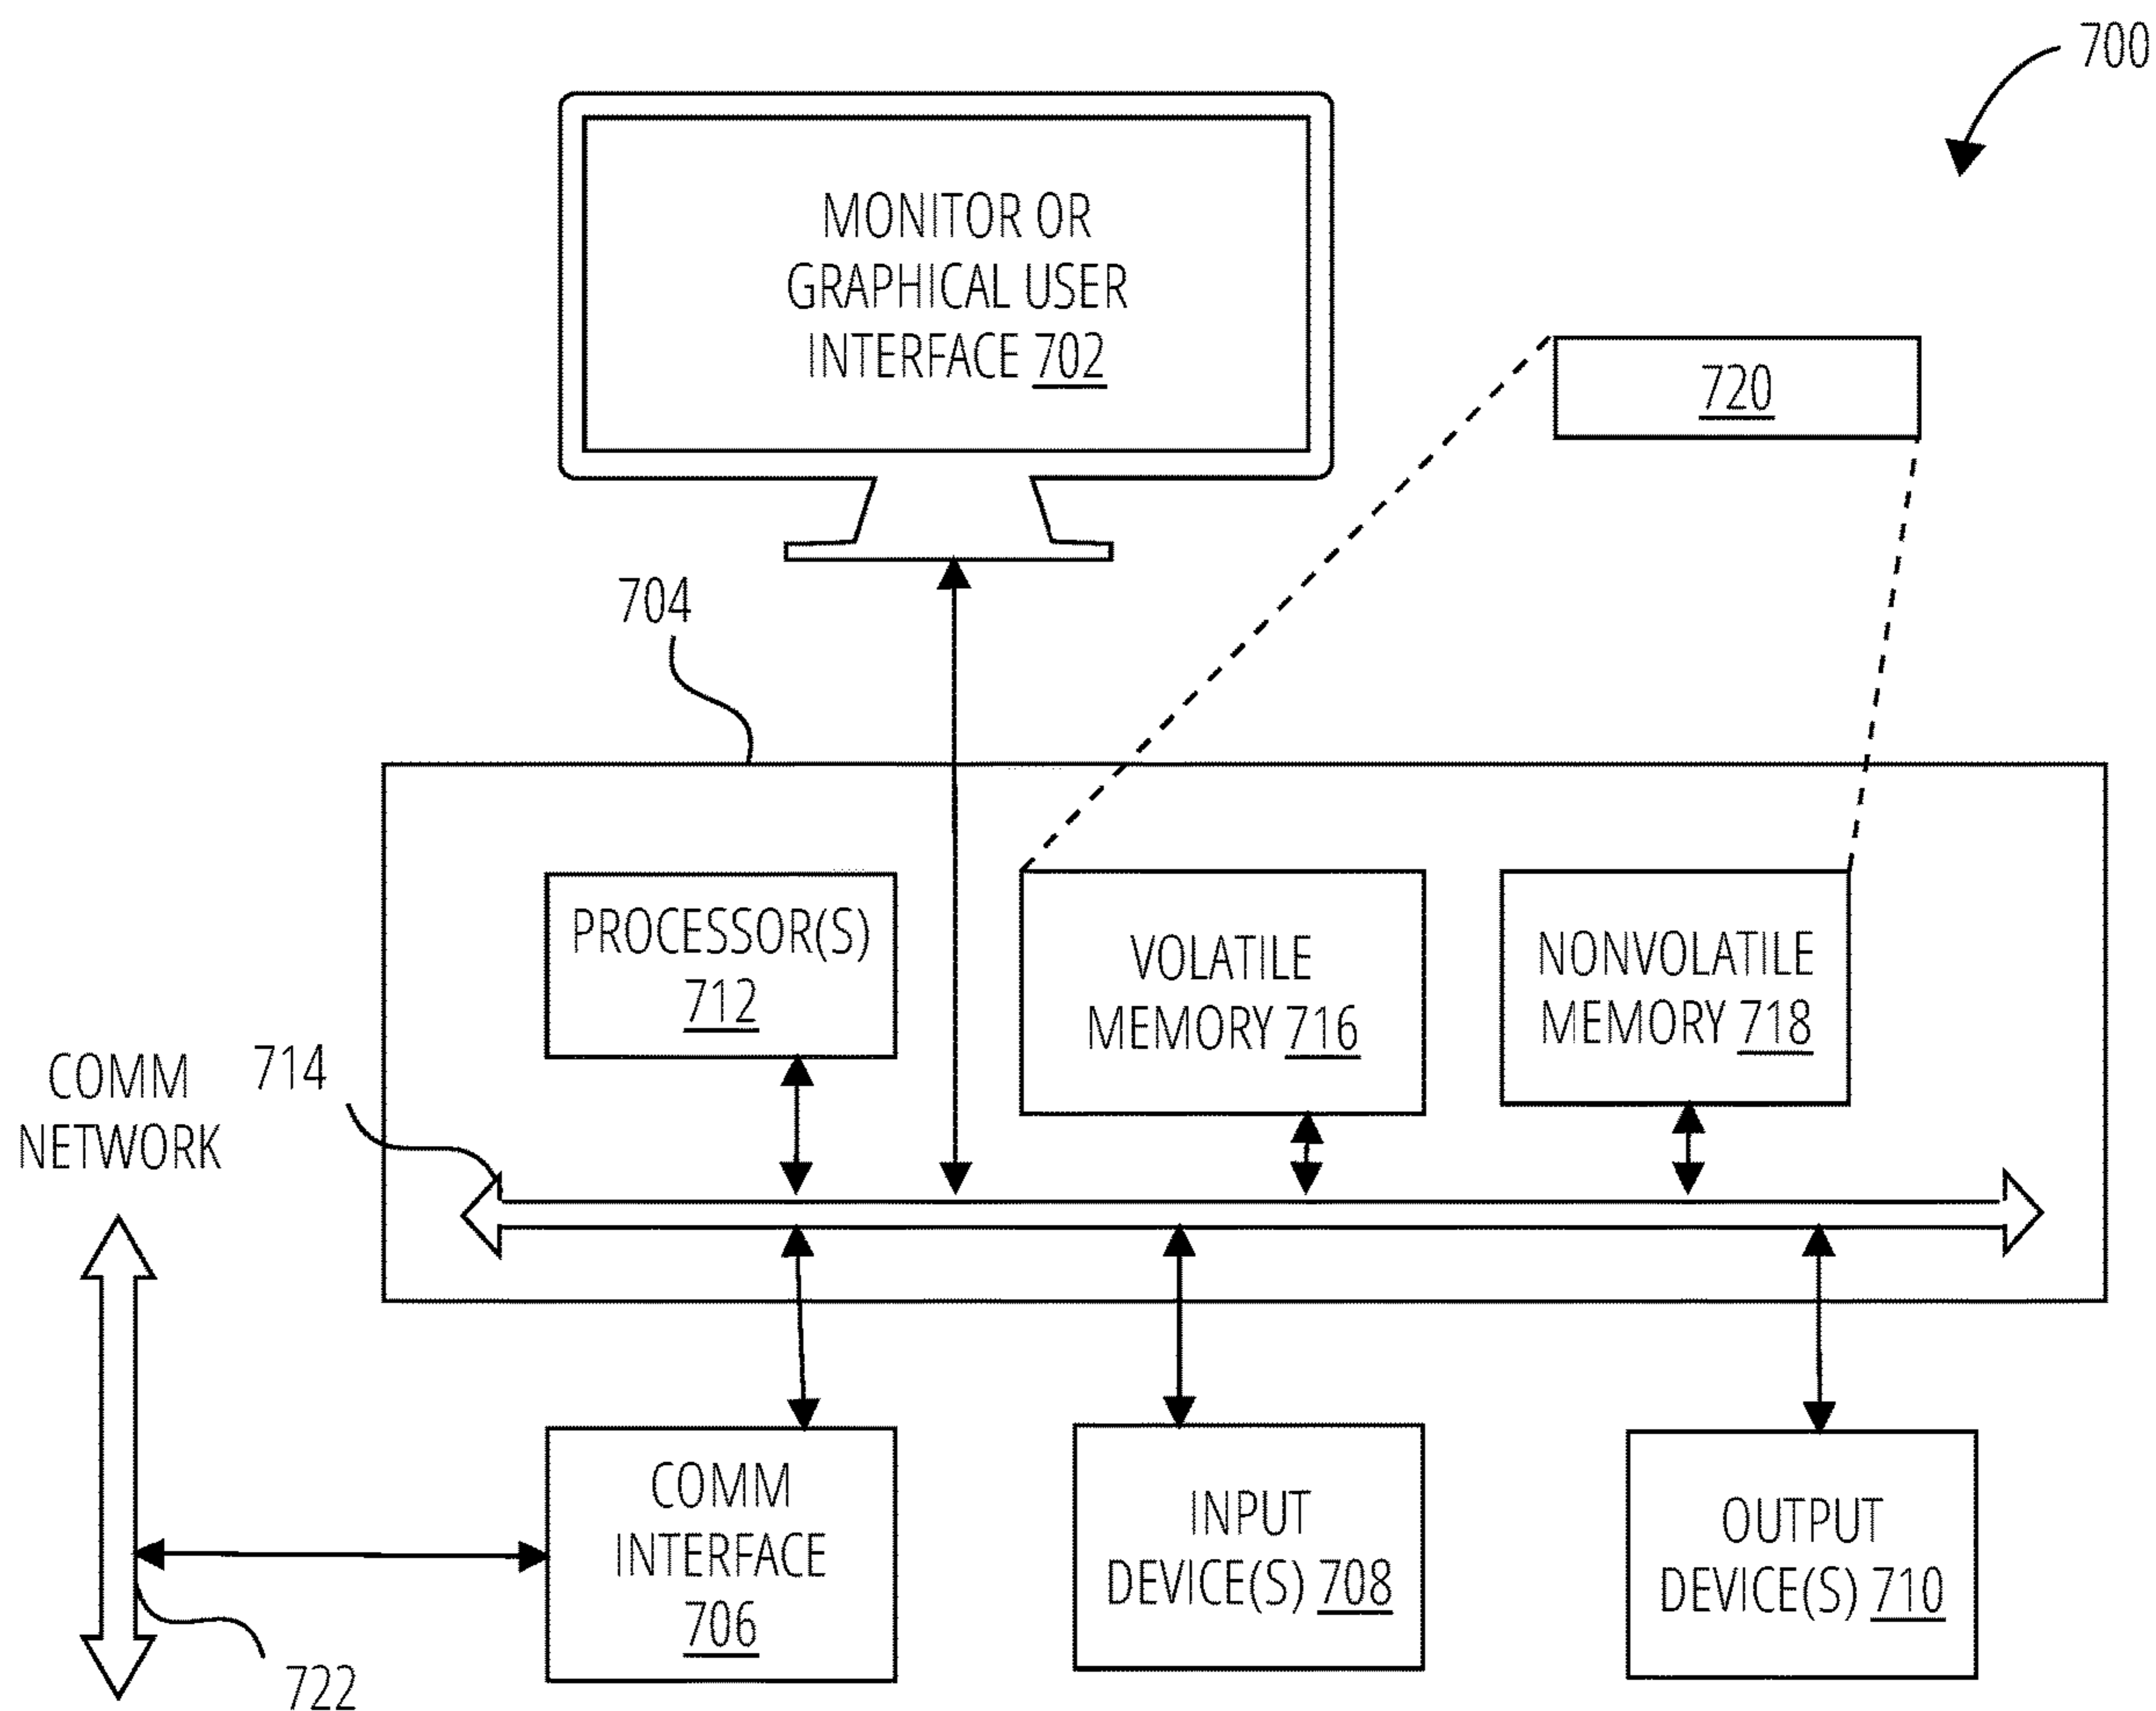 700
MONITOR OR
GRAPHICAL USER
INTERFACE 702
720
704
PROCESSOR(S)
712
VOLATILE
MEMORY 716
NONVOLATILE
MEMORY 718
COMM
NETWORK
714
COMM
INTERFACE
706
INPUT
DEVICE(S) 708
OUTPUT
DEVICE(S) 710
722